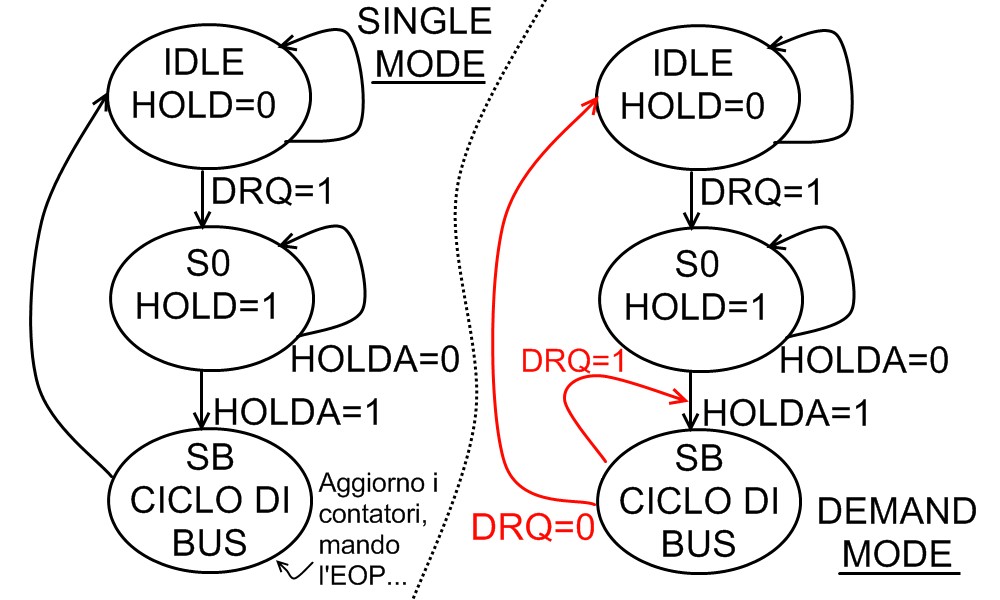 SINGLE
MODE
IDLE
HOLD=0
DRQ=1
S0
HOLD=1
HOLDA=0
HOLDA=1
SB
CICLO DI
BUS
Aggiorno i
contatori,
mando
l'EOP...
IDLE
HOLD=0
DRQ=1
S0
HOLD=1
HOLDA=0
DRQ=1
HOLDA=1
SB
CICLO DI
BUS
DRQ=0
DEMAND
MODE